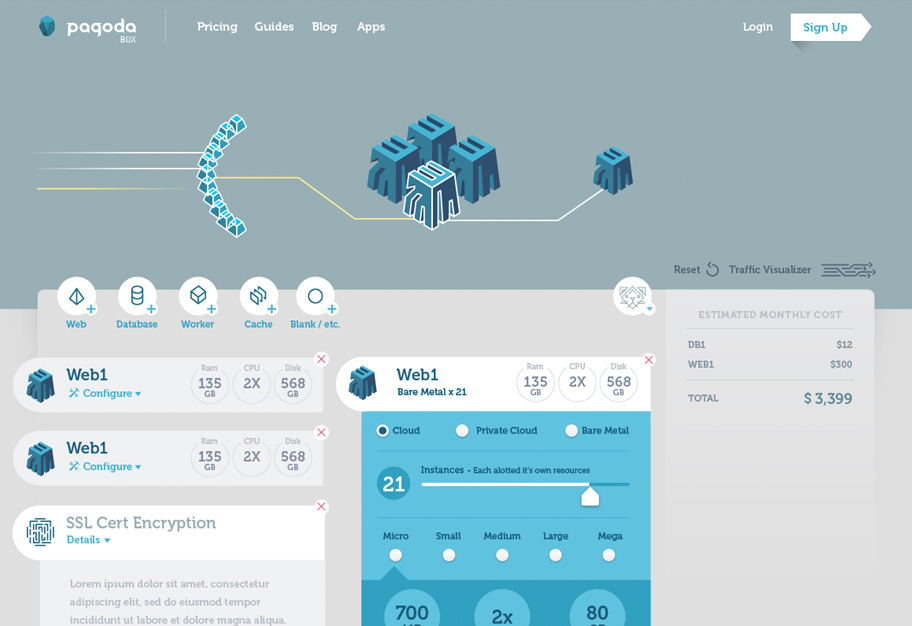 pagoda
BOX
Pricing Guides Blog Apps
Login
Sign Up
Reset Traffic Visualizer
Web Database Worker Cache Blank / etc.
ESTIMATED MONTHLY COST
DB1 $12
WEB1 $300
TOTAL $ 3,399
Web1
Configure
Ram CPU Disk
135 2X 568
GB GB
Web1
Configure
Ram CPU Disk
135 2X 568
GB GB
SSL Cert Encryption
Details
Lorem ipsum dolor sit amet, consectetur
adipiscing elit, sed do eiusmod tempor
incididunt ut labore et dolore magna aliqua.
Web1
Bare Metal x 21
Ram CPU Disk
135 2X 568
GB GB
Cloud Private Cloud Bare Metal
21
Instances - Each alotted it's own resources
Micro Small Medium Large Mega
700 2x 80